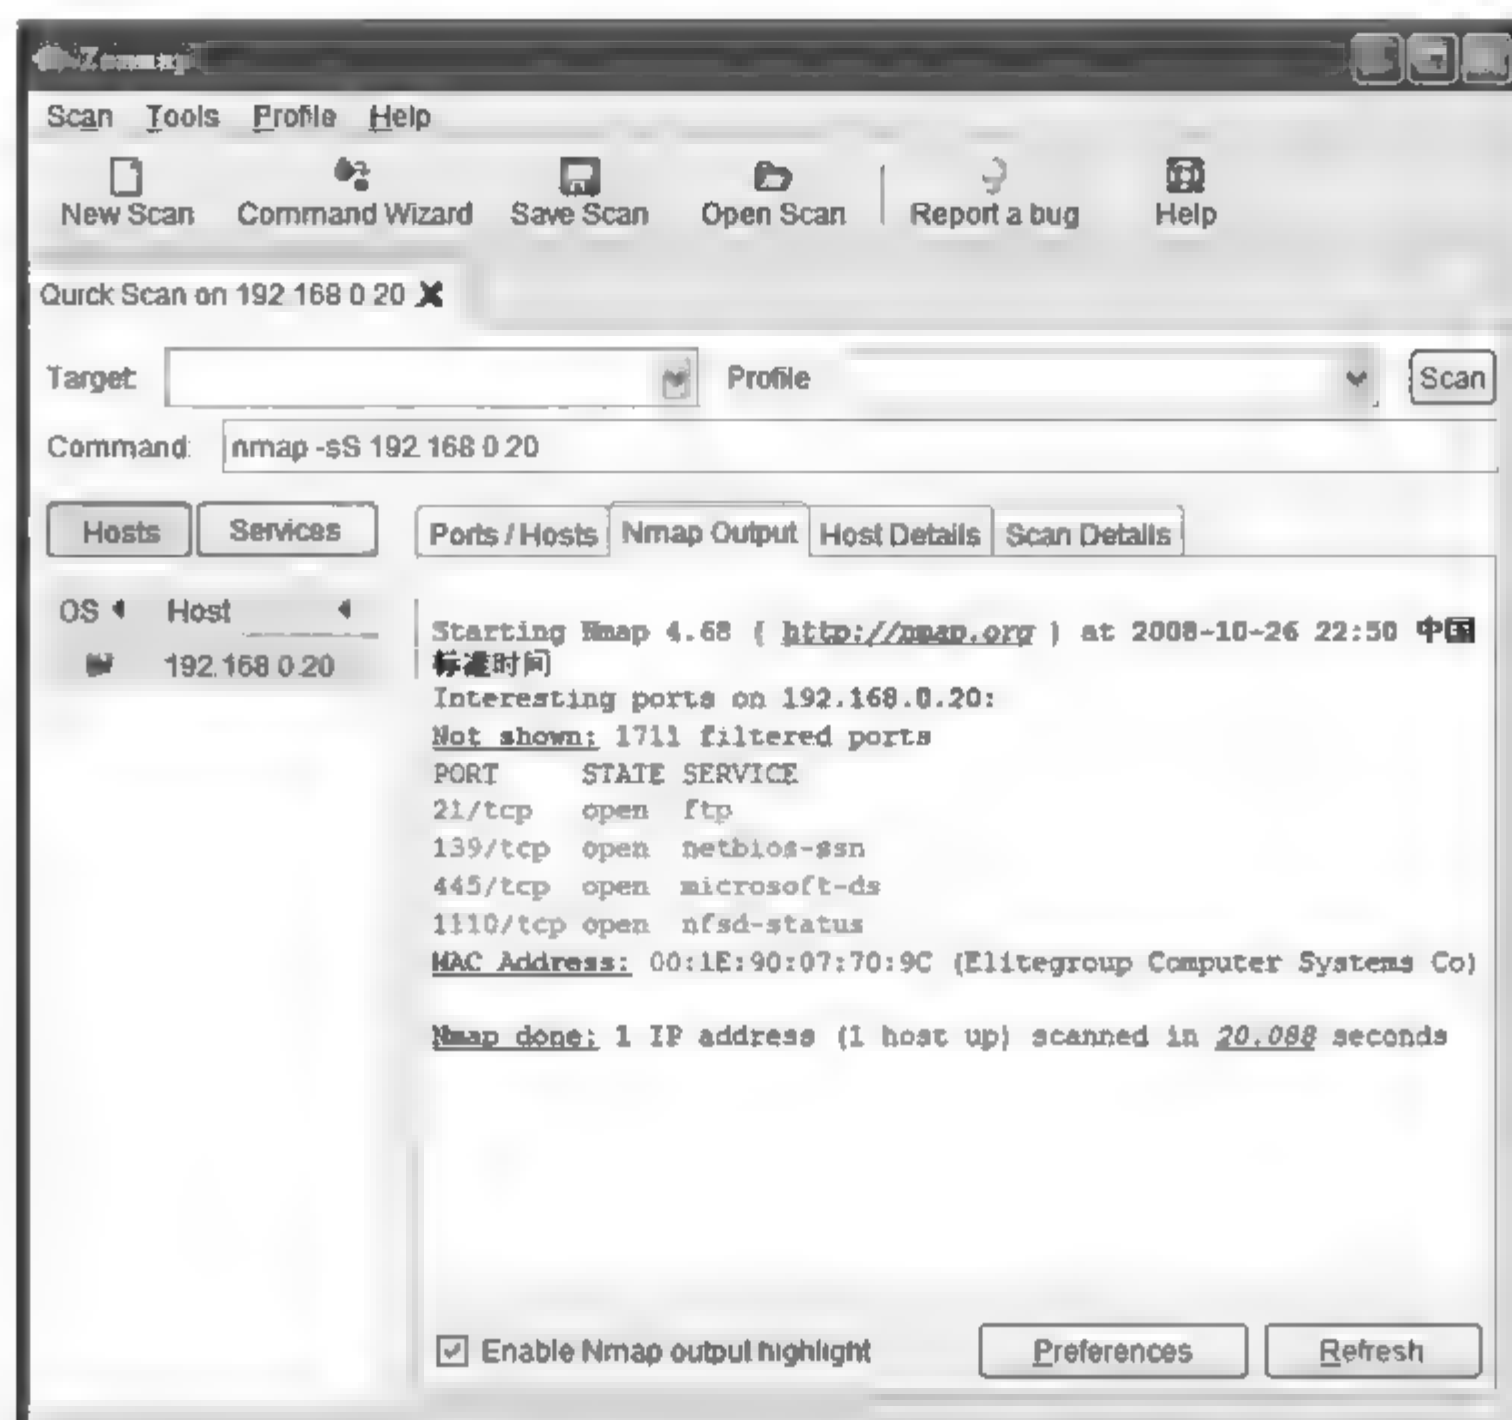 Zenmap
Scan Tools Profile Help
New Scan Command Wizard Save Scan Open Scan Report a bug Help
Quick Scan on 192 168 0 20
Target: Profile Scan
Command: nmap -sS 192 168 0 20
Hosts Services Ports / Hosts Nmap Output Host Details Scan Details
OS Host
192.168 0.20
Starting Nmap 4.68 ( http://nmap.org ) at 2008-10-26 22:50 中国
标准时间
Interesting ports on 192.168.0.20:
Not shown: 1711 filtered ports
PORT STATE SERVICE
21/tcp open ftp
139/tcp open netbios-ssn
445/tcp open microsoft-ds
1110/tcp open nfsd-status
MAC Address: 00:1E:90:07:70:9C (Elitegroup Computer Systems Co)
Nmap done: 1 IP address (1 host up) scanned in 20.088 seconds
Enable Nmap output highlight Preferences Refresh